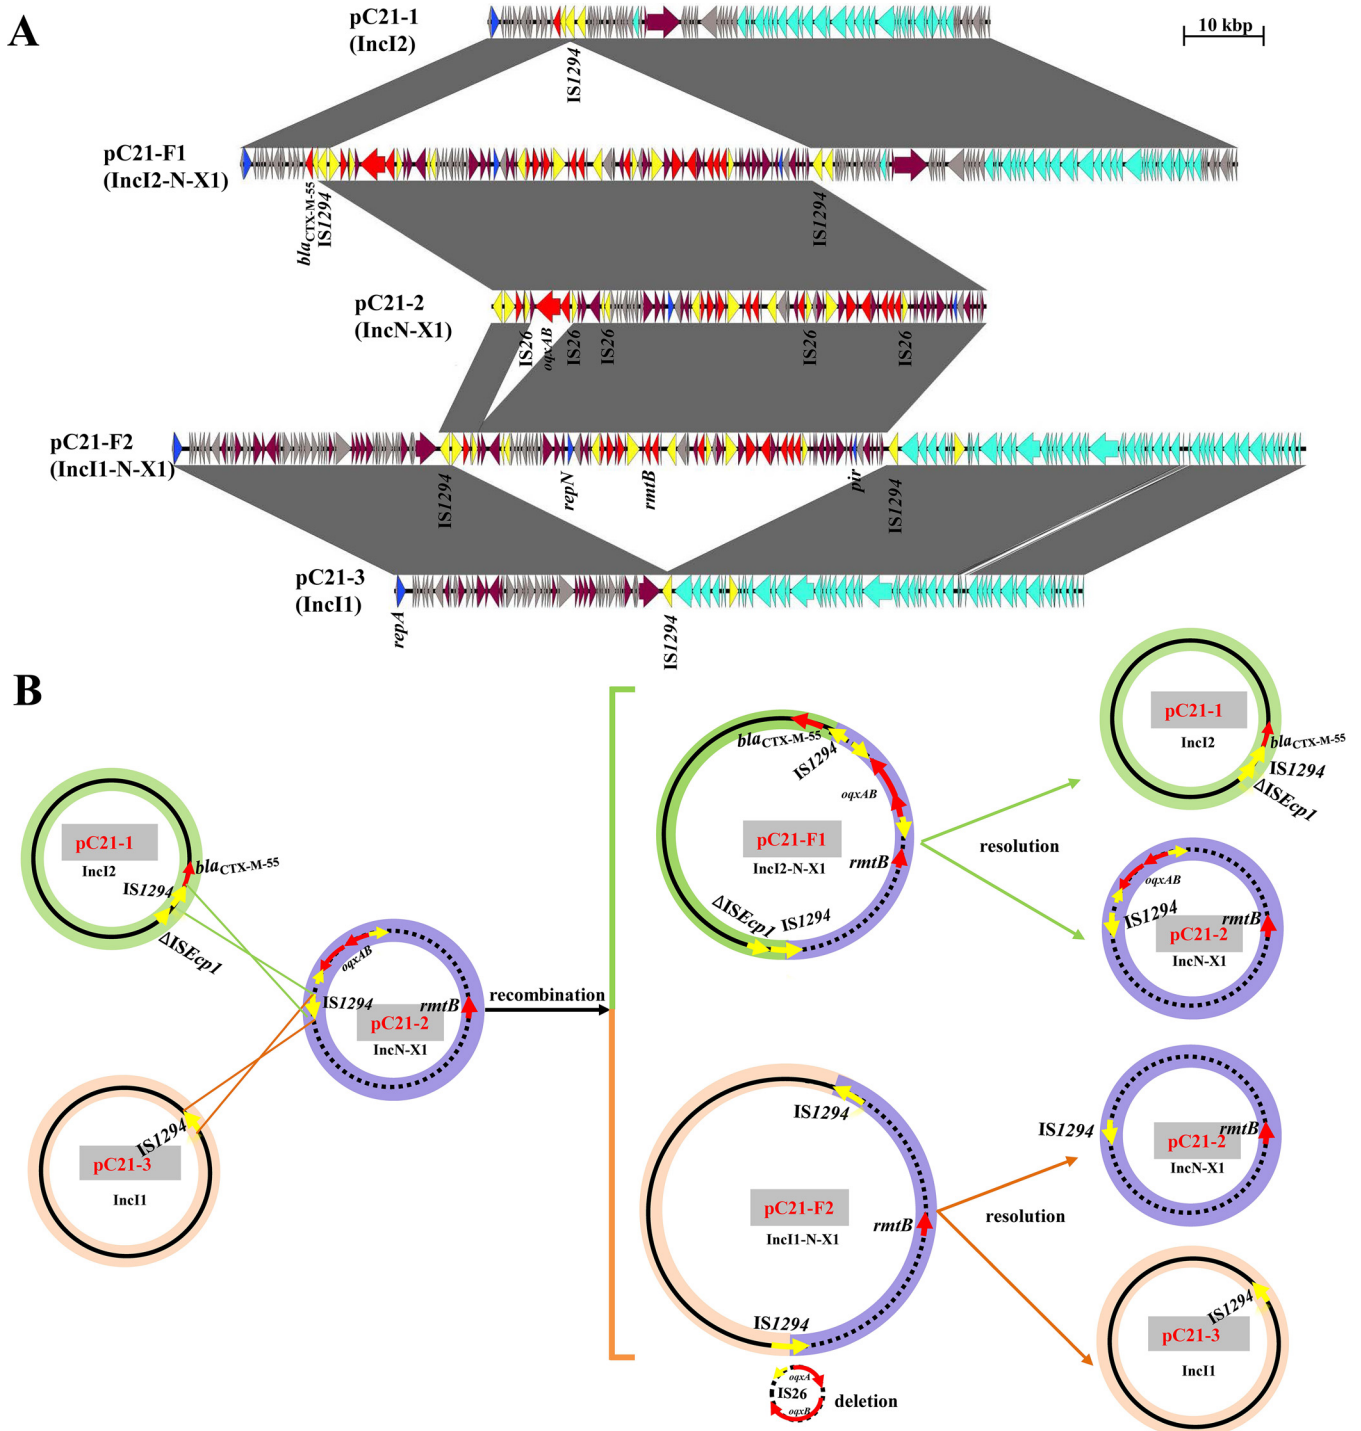 A
pC21-1
(IncI2)
10 kbp
IS1294
pC21-F1
(IncI2-N-X1)
blaCTX-M-55
IS1294
IS1294
pC21-2
(IncN-X1)
IS26
oqxAB
IS26
IS26
IS26
IS26
pC21-F2
(IncI1-N-X1)
IS1294
repN
rmtB
pir
IS1294
pC21-3
(IncI1)
repA
IS1294
B
pC21-1
IncI2
IS1294
blaCTX-M-55
ΔISEcp1
oqxAB
IS1294
rmtB
pC21-2
IncN-X1
IS1294
pC21-3
IncI1
recombination
blaCTX-M-55
IS1294
oqxAB
pC21-F1
IncI2-N-X1
rmtB
ΔISEcp1
IS1294
resolution
pC21-1
IncI2
blaCTX-M-55
IS1294
ΔISEcp1
oqxAB
IS1294
rmtB
pC21-2
IncN-X1
IS1294
pC21-F2
IncI1-N-X1
rmtB
IS1294
oqxA
IS26
oqxB
deletion
resolution
IS1294
rmtB
pC21-2
IncN-X1
IS1294
pC21-3
IncI1